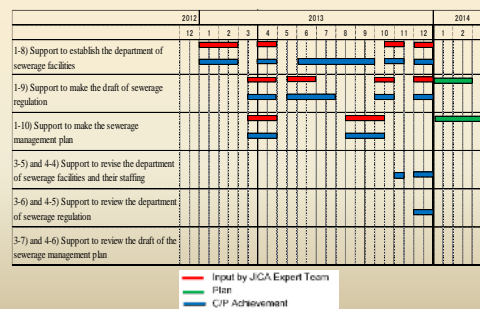 2012 2013 2014
12 1 2 3 4 5 6 7 8 9 10 11 12 1 2
1-8) Support to establish the department of
sewerage facilities
1-9) Support to make the draft of sewerage
regulation
1-10) Support to make the sewerage
management plan
3-5) and 4-4) Support to revise the department
of sewerage facilities and their staffing
3-6) and 4-5) Support to review the department
of sewerage regulation
3-7) and 4-6) Support to review the draft of the
sewerage management plan
Input by JICA Expert Team
Plan
C/P Achievement